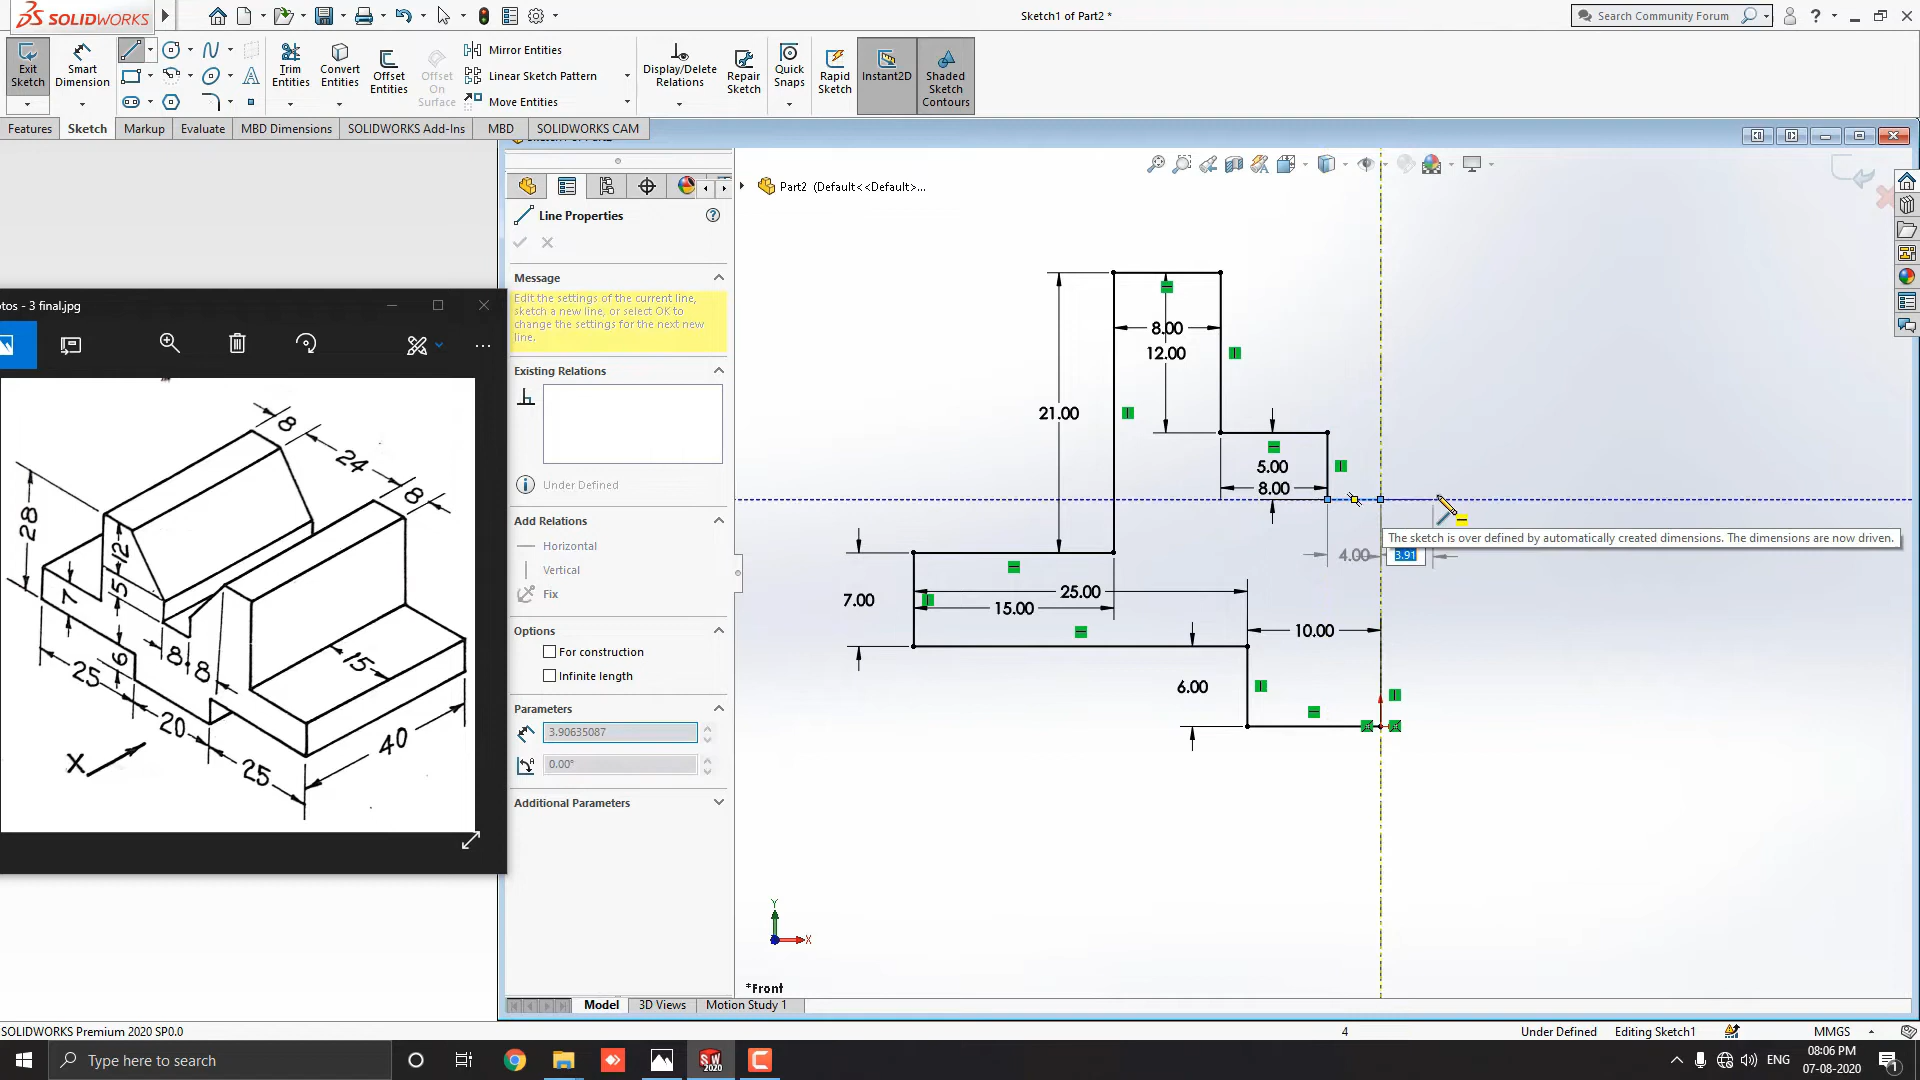 SOLIDWORKS
Sketch1 of Part2 *
Search Community Forum
Exit Sketch
Smart Dimension
Trim Entities
Convert Entities
Offset Entities
Offset On Surface
Mirror Entities
Linear Sketch Pattern
Move Entities
Display/Delete Relations
Repair Sketch
Quick Snaps
Rapid Sketch
Instant2D
Shaded Sketch Contours
Features
Sketch
Markup
Evaluate
MBD Dimensions
SOLIDWORKS Add-Ins
MBD
SOLIDWORKS CAM
Part2 (Default<<Default>...
Line Properties
Message
Edit the settings of the current line,
sketch a new line, or select OK to
change the settings for the next new
line.
Existing Relations
Under Defined
Add Relations
Horizontal
Vertical
Fix
Options
For construction
Infinite length
Parameters
3.90635087
0.00°
Additional Parameters
otos - 3 final.jpg
8
24
8
28
12
5
7
6
8
8
15
25
20
25
40
X
8.00
12.00
21.00
5.00
8.00
The sketch is over defined by automatically created dimensions. The dimensions are now driven.
4.00
3.91
7.00
25.00
15.00
10.00
6.00
Y
X
*Front
Model
3D Views
Motion Study 1
SOLIDWORKS Premium 2020 SP0.0
4
Under Defined
Editing Sketch1
MMGS
Type here to search
SW
2020
ENG
08:06 PM
07-08-2020
1